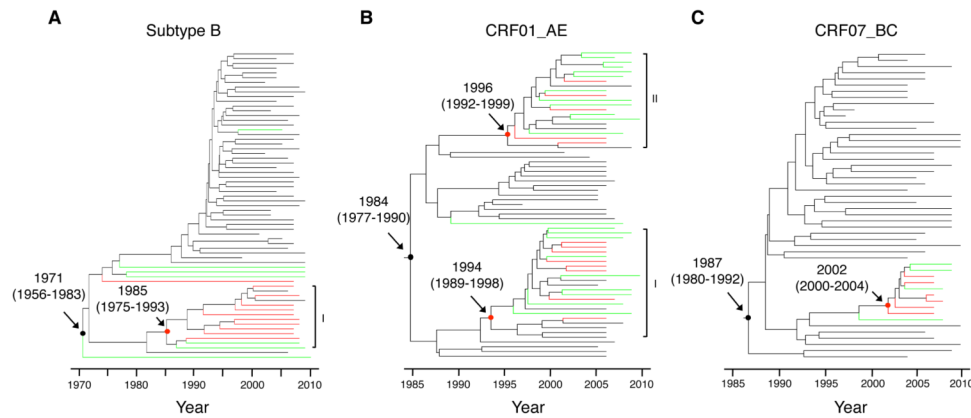 A
Subtype B
1971
(1956-1983)
1985
(1975-1993)
I
1970 1980 1990 2000 2010
Year
B
CRF01_AE
1996
(1992-1999)
II
1984
(1977-1990)
1994
(1989-1998)
I
1985 1990 1995 2000 2005 2010
Year
C
CRF07_BC
1987
(1980-1992)
2002
(2000-2004)
1985 1990 1995 2000 2005 2010
Year